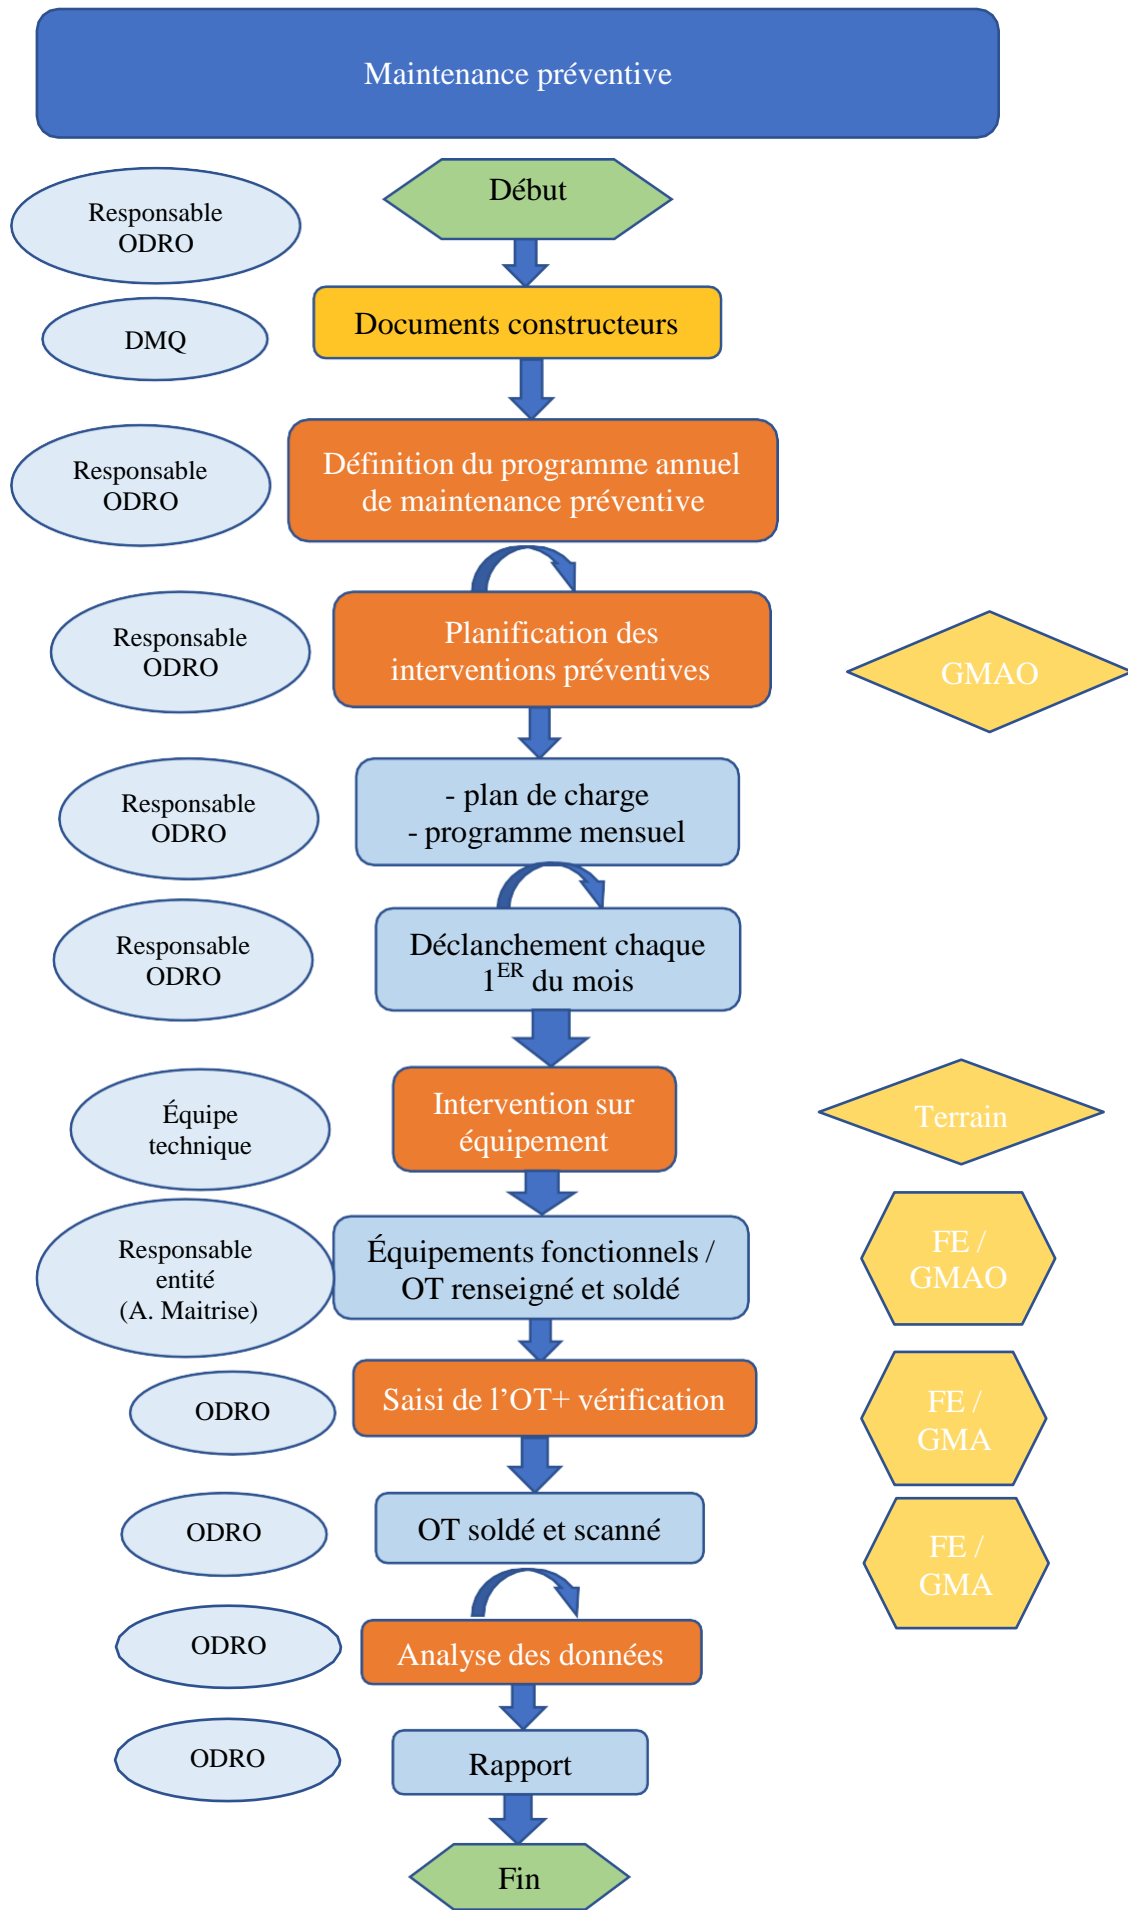 Maintenance préventive
Début
Responsable
ODRO
Documents constructeurs
DMQ
Définition du programme annuel
de maintenance préventive
Responsable
ODRO
Planification des
interventions préventives
Responsable
ODRO
GMAO
- plan de charge
- programme mensuel
Responsable
ODRO
Déclanchement chaque
1ER du mois
Responsable
ODRO
Intervention sur
équipement
Équipe
technique
Terrain
Équipements fonctionnels /
OT renseigné et soldé
Responsable
entité
(A. Maitrise)
FE /
GMAO
Saisi de l’OT+ vérification
ODRO
FE /
GMA
OT soldé et scanné
ODRO
FE /
GMA
Analyse des données
ODRO
Rapport
ODRO
Fin